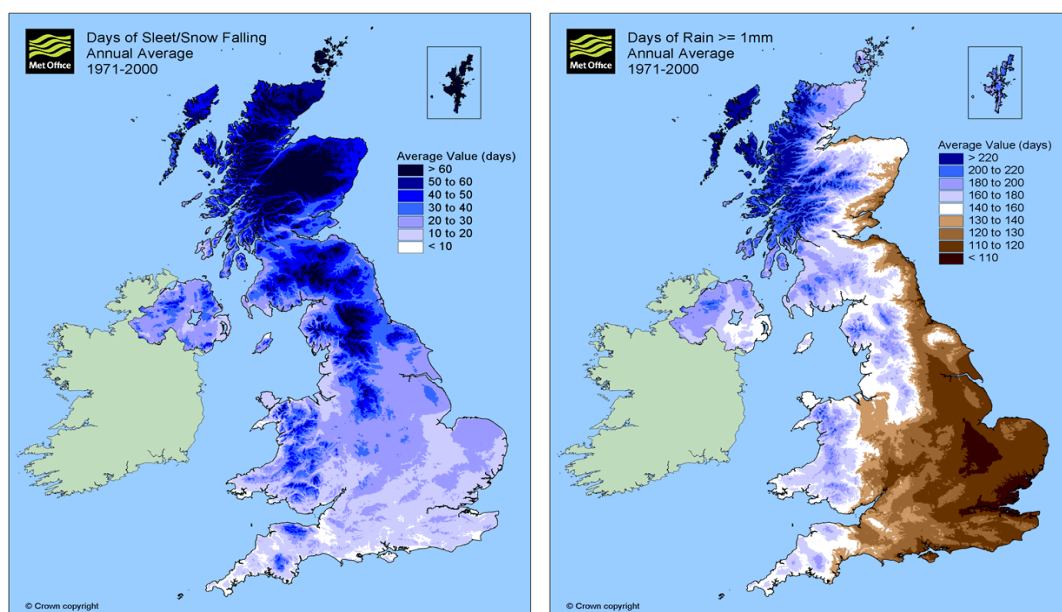 Met Office
Days of Sleet/Snow Falling
Annual Average
1971-2000
Average Value (days)
> 60
50 to 60
40 to 50
30 to 40
20 to 30
10 to 20
< 10
© Crown copyright
Met Office
Days of Rain >= 1mm
Annual Average
1971-2000
Average Value (days)
> 220
200 to 220
180 to 200
160 to 180
140 to 160
130 to 140
120 to 130
110 to 120
< 110
© Crown copyright